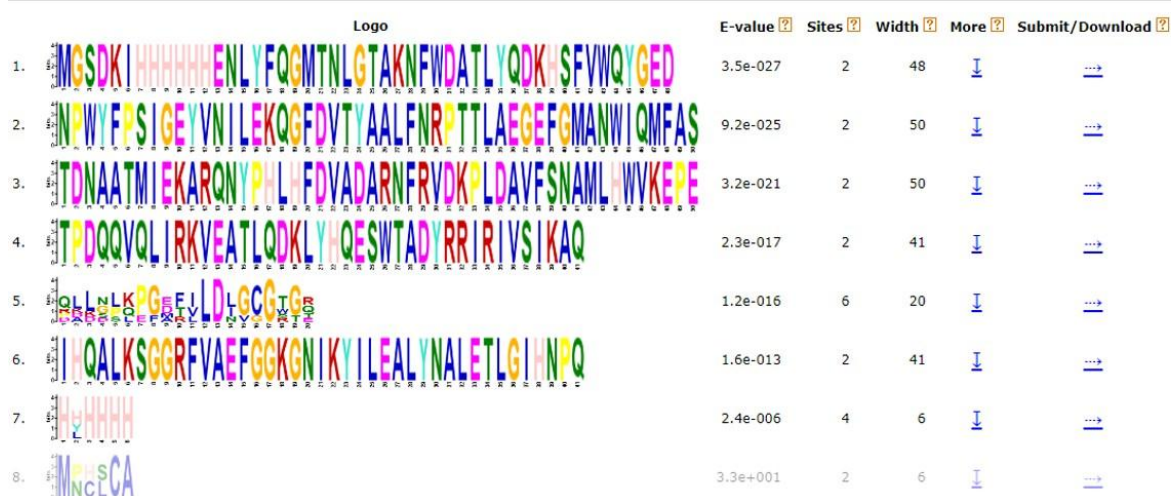 Logo E-value ? Sites ? Width ? More ? Submit/Download ?
1. MGSDKIHHHHHHENLYFQGMTNLGTAKNFWDATLYQDKHSFVWQYGED 3.5e-027 2 48
2. NPWYFPSIGEYVNILEKQGFDVTYAALFNRPTTLAEGEFGMANWIQMFAS 9.2e-025 2 50
3. TDNAATMIEKARQNYPHLHFDVADARNFRVDKPLDAVFSNAMLHWVKEPE 3.2e-021 2 50
4. TPDQQVQLIRKVEATLQDKLYHQESWTADYRRIRIVSIKAQ 2.3e-017 2 41
5. QLLNLKPGEFILDLGCGTGR 1.2e-016 6 20
6. IHQALKSGGRFVAEFGGKGNIKYILEALYNALETLGIHNPQ 1.6e-013 2 41
7. HHHHHH 2.4e-006 4 6
8. MPHSCA 3.3e+001 2 6